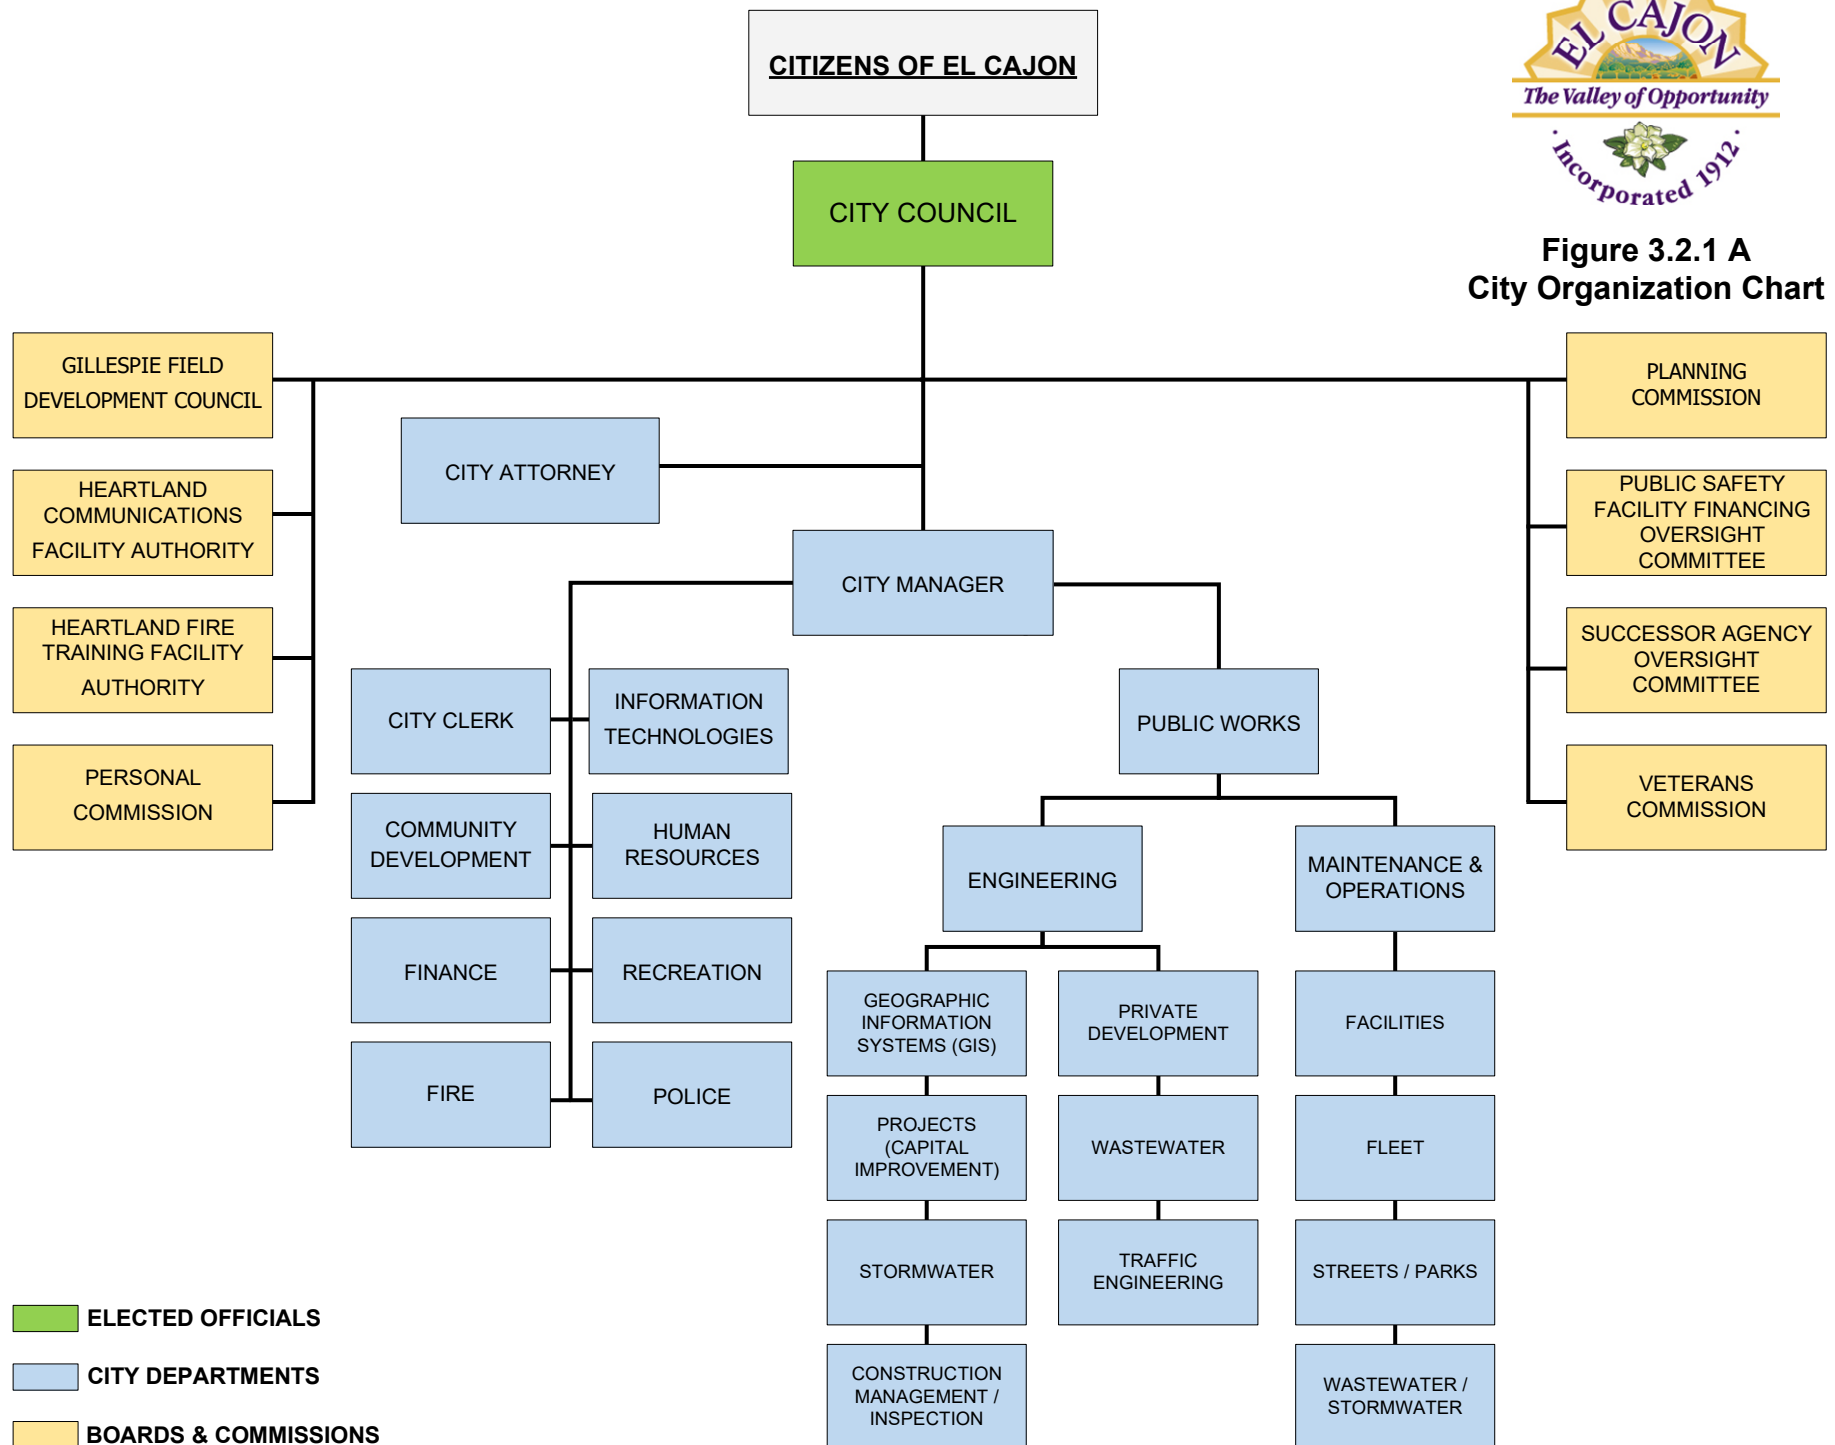 CITIZENS OF EL CAJON
EL CAJON
The Valley of Opportunity
· Incorporated 1912 ·
CITY COUNCIL
Figure 3.2.1 A
City Organization Chart
GILLESPIE FIELD
DEVELOPMENT COUNCIL
HEARTLAND
COMMUNICATIONS
FACILITY AUTHORITY
HEARTLAND FIRE
TRAINING FACILITY
AUTHORITY
PERSONAL
COMMISSION
PLANNING
COMMISSION
PUBLIC SAFETY
FACILITY FINANCING
OVERSIGHT
COMMITTEE
SUCCESSOR AGENCY
OVERSIGHT
COMMITTEE
VETERANS
COMMISSION
CITY ATTORNEY
CITY MANAGER
CITY CLERK
INFORMATION
TECHNOLOGIES
COMMUNITY
DEVELOPMENT
HUMAN
RESOURCES
FINANCE
RECREATION
FIRE
POLICE
PUBLIC WORKS
ENGINEERING
MAINTENANCE &
OPERATIONS
GEOGRAPHIC
INFORMATION
SYSTEMS (GIS)
PRIVATE
DEVELOPMENT
FACILITIES
PROJECTS
(CAPITAL
IMPROVEMENT)
WASTEWATER
FLEET
STORMWATER
TRAFFIC
ENGINEERING
STREETS / PARKS
CONSTRUCTION
MANAGEMENT /
INSPECTION
WASTEWATER /
STORMWATER
ELECTED OFFICIALS
CITY DEPARTMENTS
BOARDS & COMMISSIONS